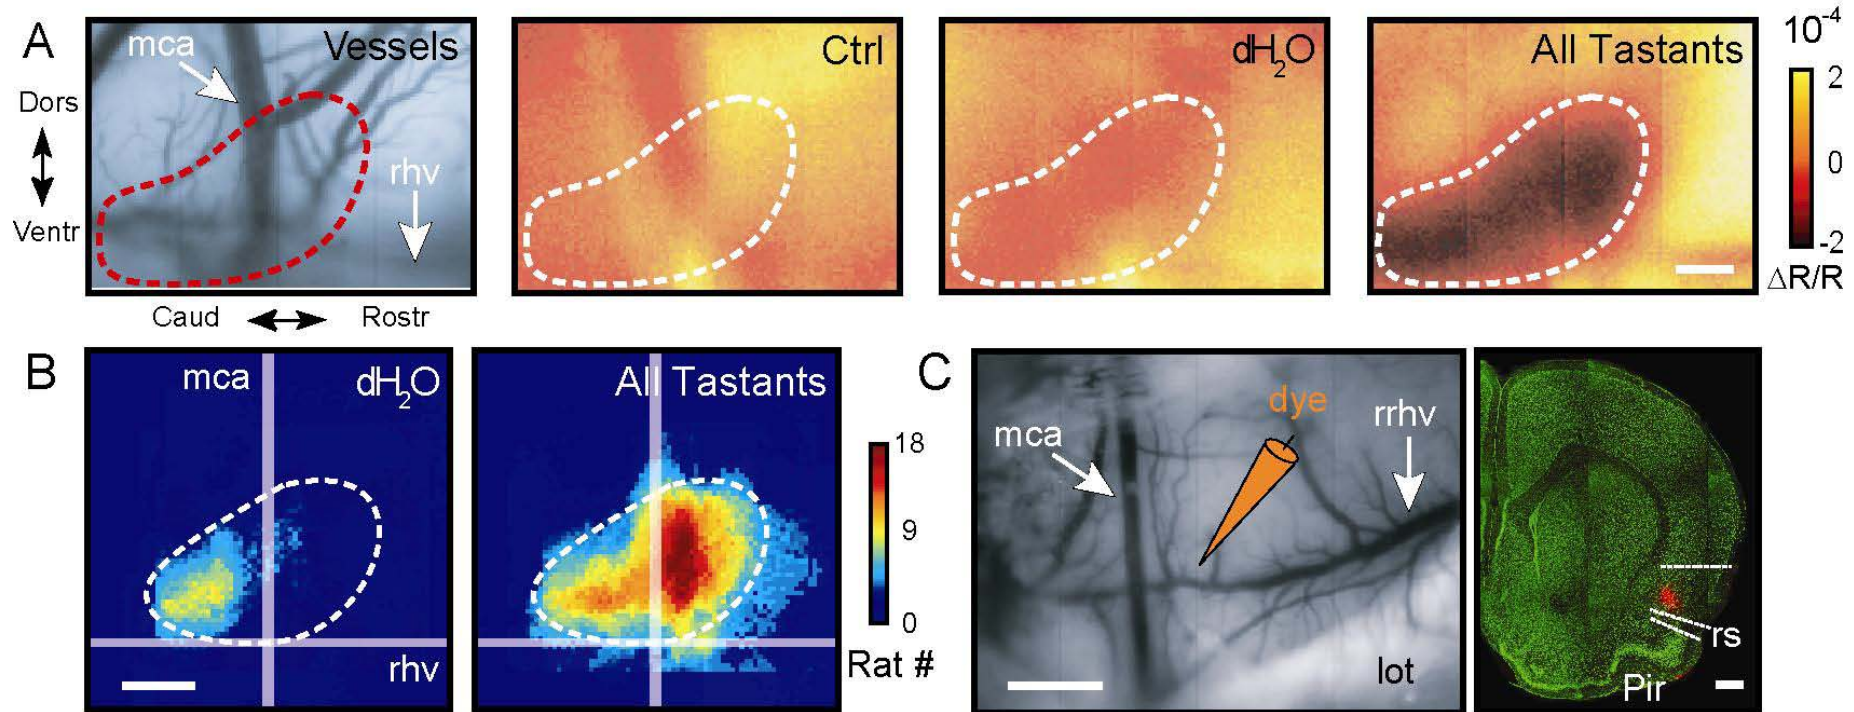 A
mca
Vessels
Dors
rhv
Ventr
Caud
Rostr
Ctrl
dH₂O
All Tastants
10⁻⁴
2
0
-2
ΔR/R
B
mca
dH₂O
rhv
All Tastants
18
9
0
Rat #
C
mca
dye
rrhv
lot
rs
Pir